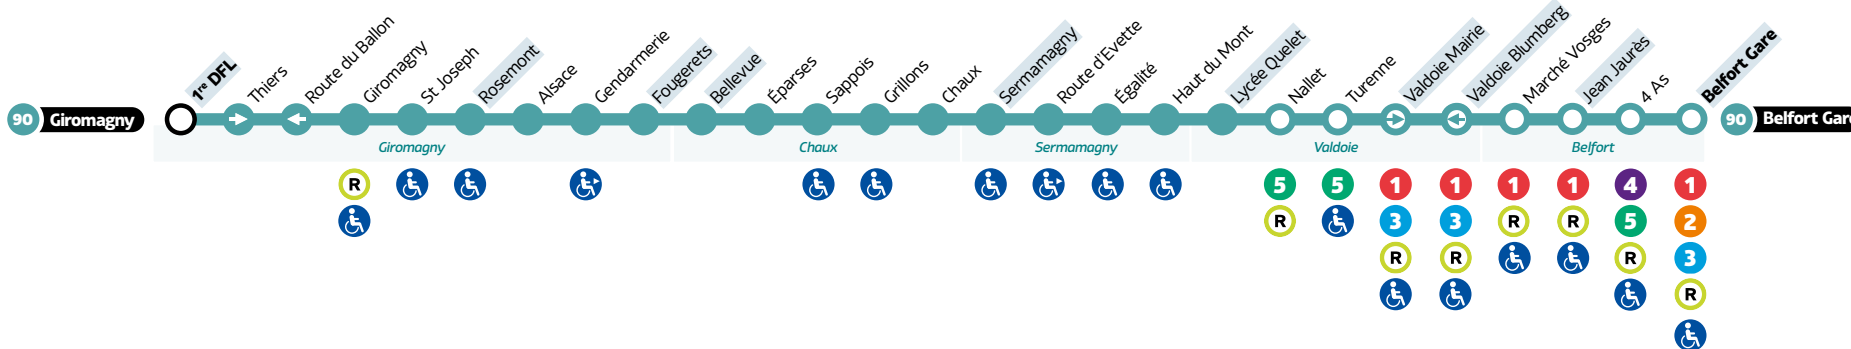 90 Giromagny
1re DFL
Thiers
Route du Ballon
Giromagny
St Joseph
Rosemont
Alsace
Gendarmerie
Fougerets
Bellevue
Éparses
Sappois
Grillons
Chaux
Sermamagny
Route d'Evette
Égalité
Haut du Mont
Lycée Quelet
Nallet
Turenne
Valdoie Mairie
Valdoie Blumberg
Marché Vosges
Jean Jaurès
4 As
Belfort Gare
90 Belfort Gare
Giromagny
Chaux
Sermamagny
Valdoie
Belfort
R
5 5 1 1 1 1 4 1
R 3 3 R R 5 2
R R R 3
R